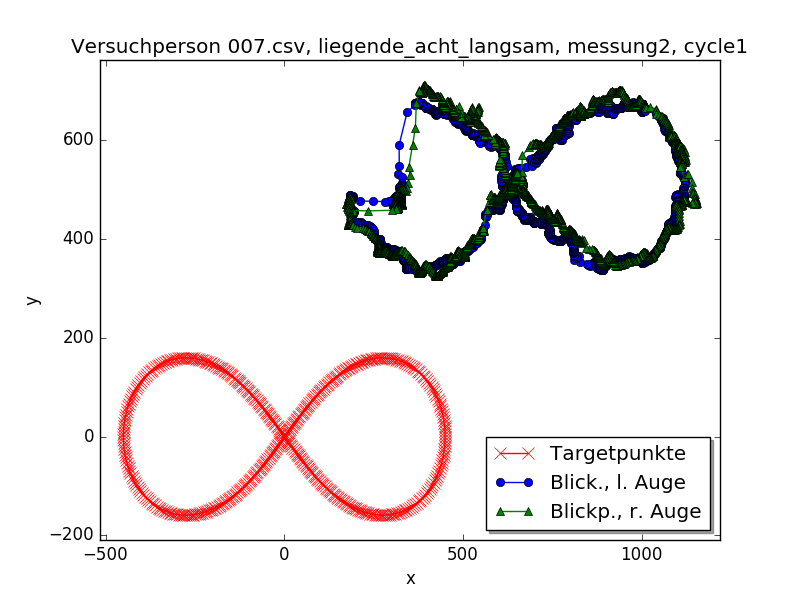 Versuchperson 007.csv, liegende_acht_langsam, messung2, cycle1
600
400
200
0
−200
y
−500
0
500
1000
x
Targetpunkte
Blick., l. Auge
Blickp., r. Auge